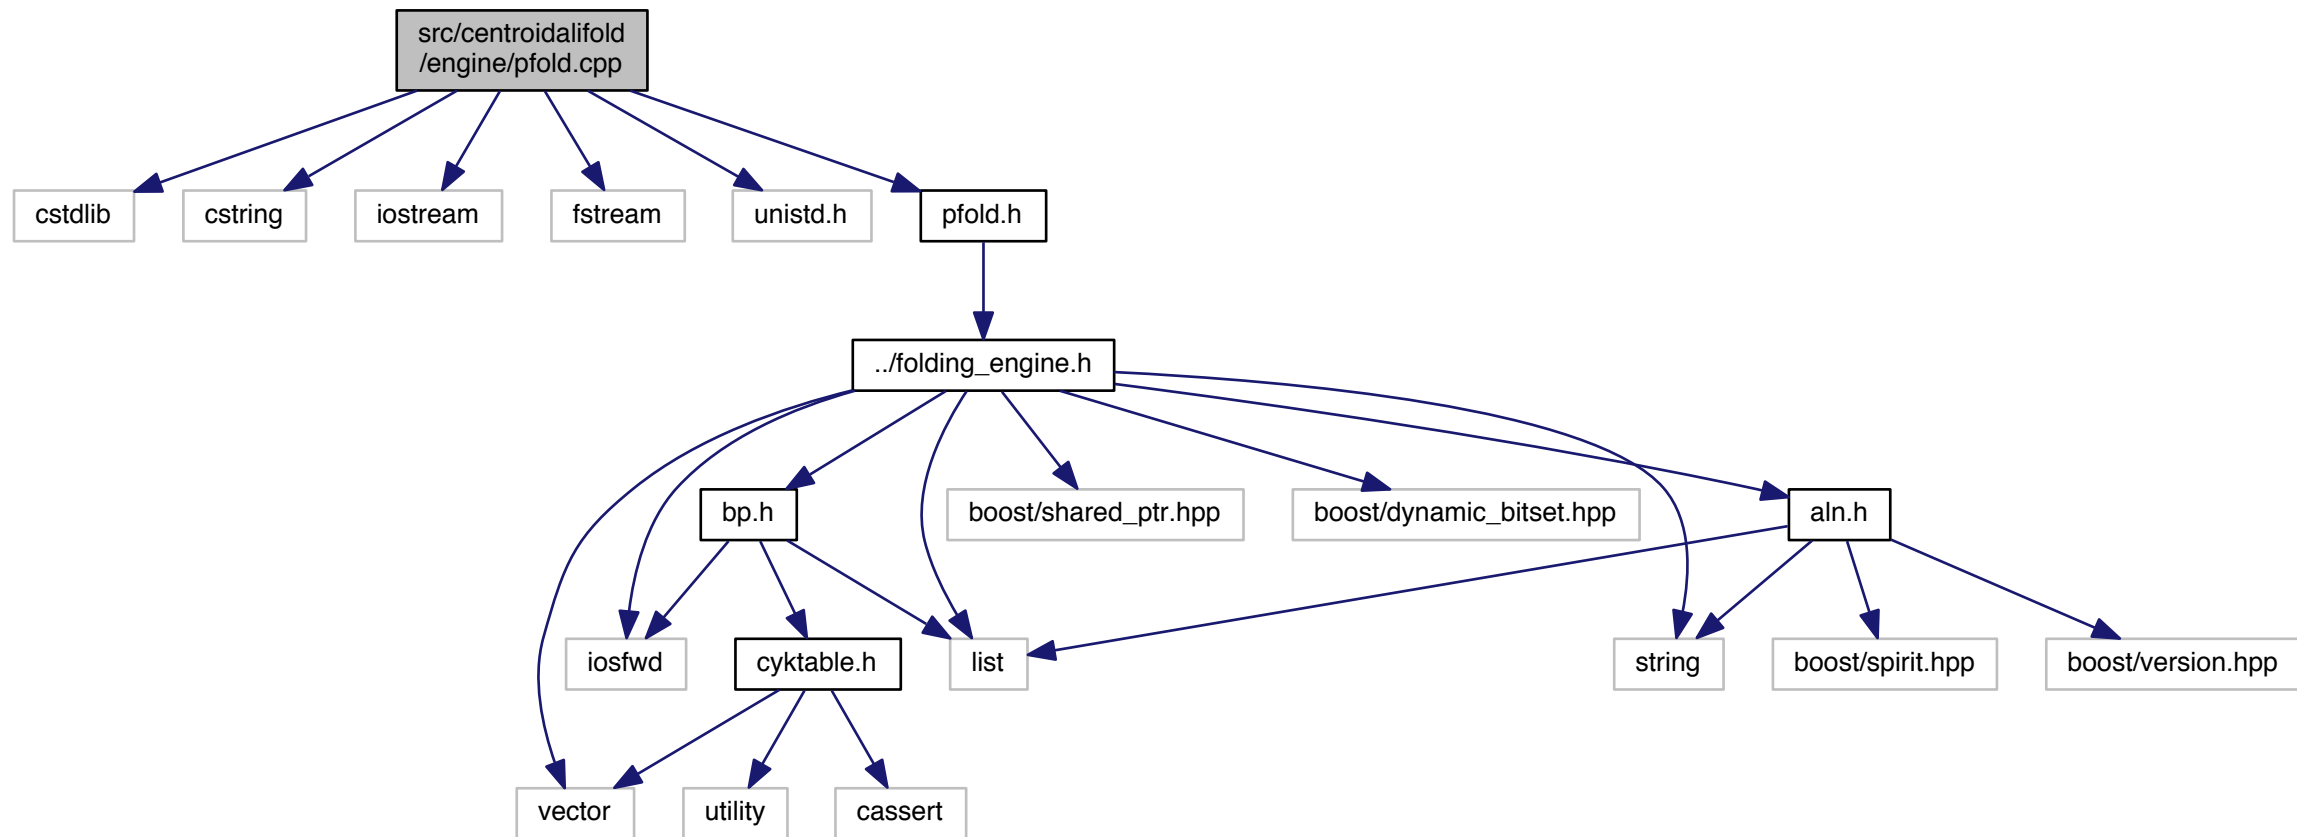 src/centroidalifold
/engine/pfold.cpp
cstdlib
cstring
iostream
fstream
unistd.h
pfold.h
../folding_engine.h
bp.h
boost/shared_ptr.hpp
boost/dynamic_bitset.hpp
aln.h
iosfwd
cyktable.h
list
string
boost/spirit.hpp
boost/version.hpp
vector
utility
cassert